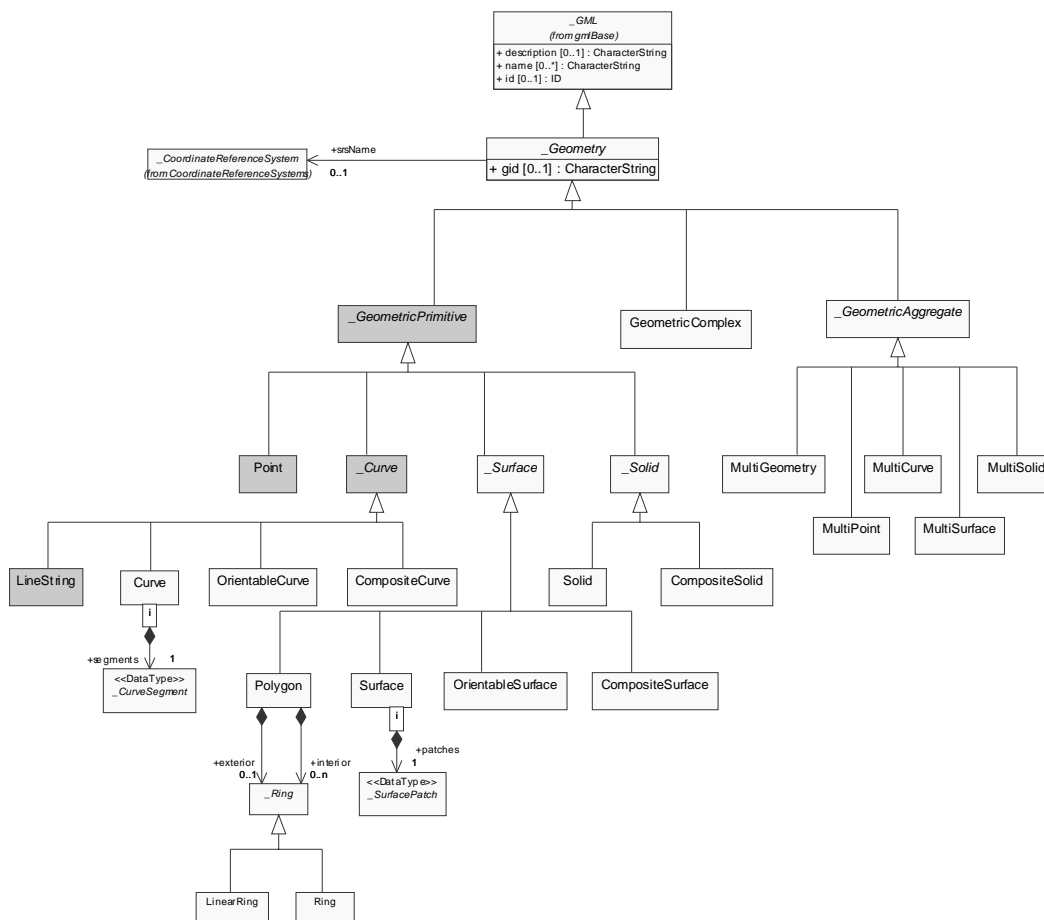 _GML
(from gmlBase)
+ description [0..1] : CharacterString
+ name [0..*] : CharacterString
+ id [0..1] : ID
_CoordinateReferenceSystem
(from CoordinateReferenceSystems)
+srsName
0..1
_Geometry
+ gid [0..1] : CharacterString
_GeometricPrimitive
GeometricComplex
_GeometricAggregate
Point
_Curve
_Surface
_Solid
MultiGeometry
MultiCurve
MultiSolid
MultiPoint
MultiSurface
LineString
Curve
i
OrientableCurve
CompositeCurve
Solid
CompositeSolid
+segments
1
<<DataType>>
_CurveSegment
Polygon
Surface
i
OrientableSurface
CompositeSurface
+exterior
0..1
+interior
0..n
+patches
1
_Ring
<<DataType>>
_SurfacePatch
LinearRing
Ring